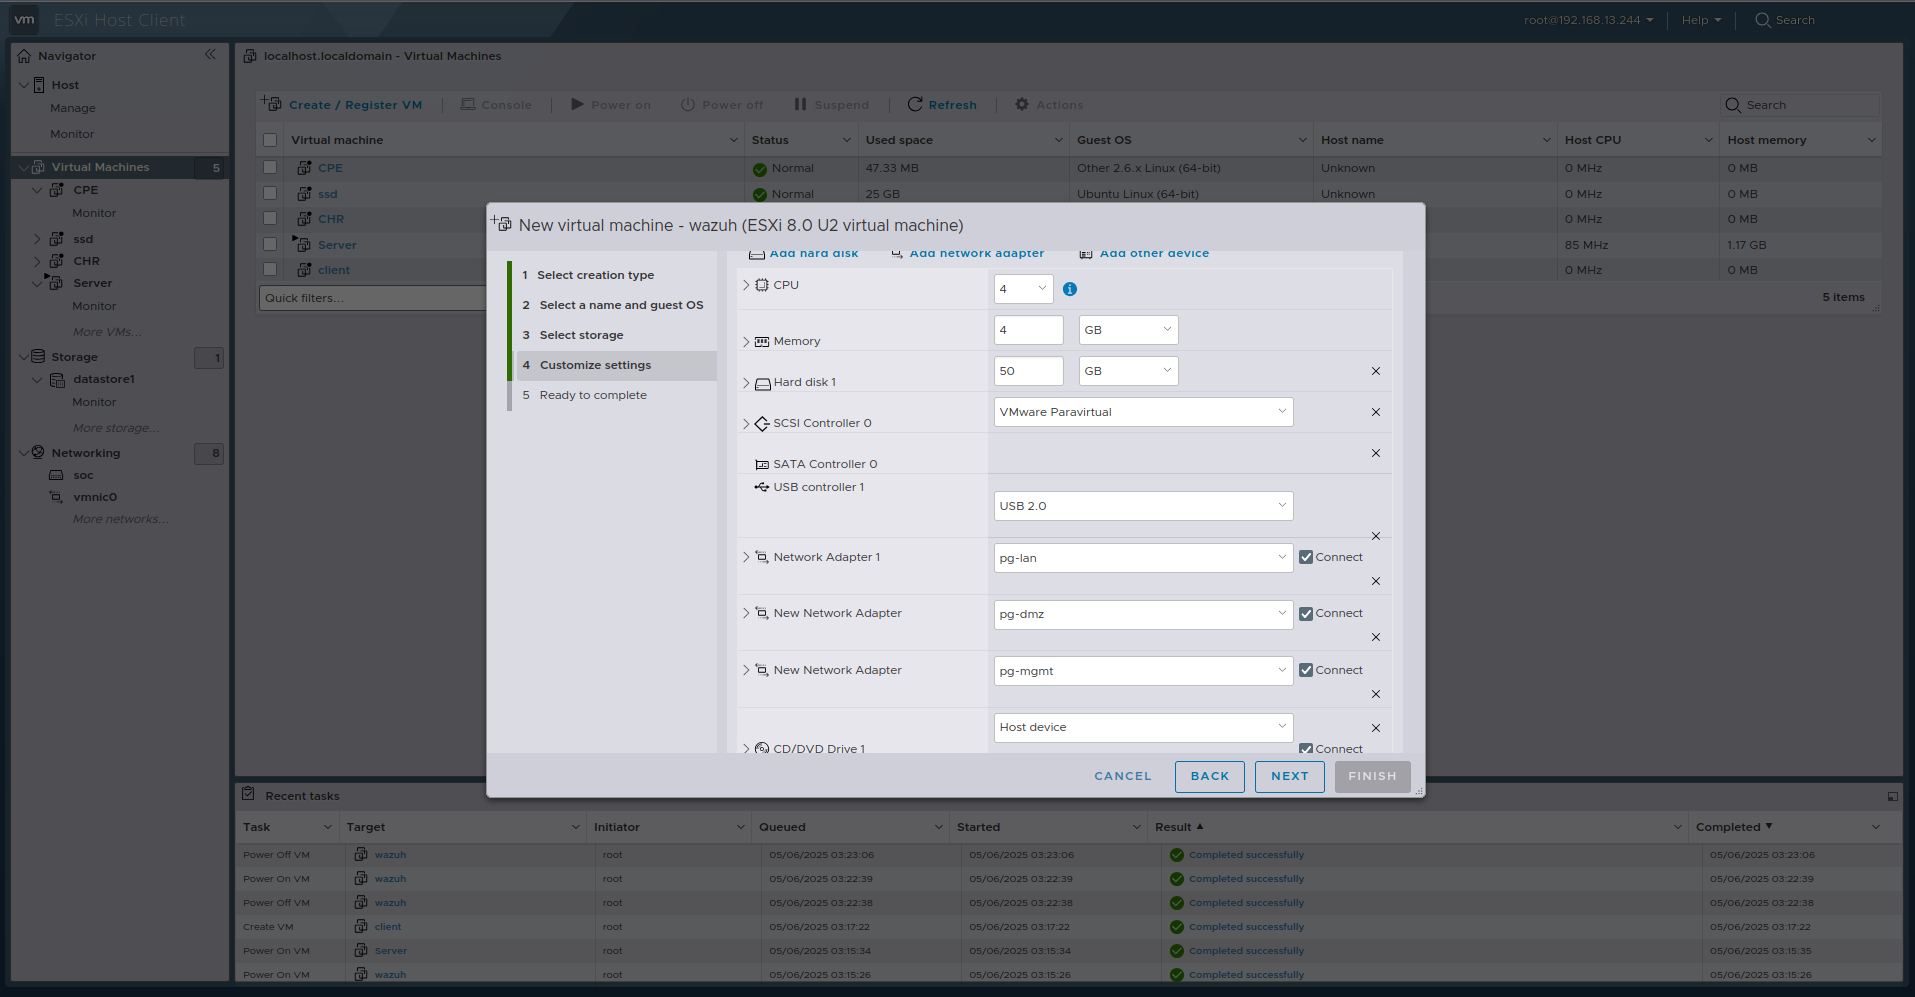 vm ESXi Host Client
root@192.168.13.244
Help
Search
Navigator
Host
Manage
Monitor
Virtual Machines 5
CPE
Monitor
ssd
CHR
Server
Monitor
More VMs...
Storage 1
datastore1
Monitor
More storage...
Networking 8
soc
vmnic0
More networks...
localhost.localdomain - Virtual Machines
Create / Register VM
Console
Power on
Power off
Suspend
Refresh
Actions
Search
Virtual machine Status Used space Guest OS Host name Host CPU Host memory
CPE Normal 47.33 MB Other 2.6.x Linux (64-bit) Unknown 0 MHz 0 MB
ssd Normal 25 GB Ubuntu Linux (64-bit) Unknown 0 MHz 0 MB
CHR 0 MHz 0 MB
Server 85 MHz 1.17 GB
client 0 MHz 0 MB
Quick filters...
5 items
New virtual machine - wazuh (ESXi 8.0 U2 virtual machine)
1 Select creation type
2 Select a name and guest OS
3 Select storage
4 Customize settings
5 Ready to complete
Add hard disk Add network adapter Add other device
CPU 4
Memory 4 GB
Hard disk 1 50 GB
SCSI Controller 0 VMware Paravirtual
SATA Controller 0
USB controller 1 USB 2.0
Network Adapter 1 pg-lan Connect
New Network Adapter pg-dmz Connect
New Network Adapter pg-mgmt Connect
CD/DVD Drive 1 Host device Connect
CANCEL BACK NEXT FINISH
Recent tasks
Task Target Initiator Queued Started Result Completed
Power Off VM wazuh root 05/06/2025 03:23:06 05/06/2025 03:23:06 Completed successfully 05/06/2025 03:23:06
Power On VM wazuh root 05/06/2025 03:22:39 05/06/2025 03:22:39 Completed successfully 05/06/2025 03:22:39
Power Off VM wazuh root 05/06/2025 03:22:38 05/06/2025 03:22:38 Completed successfully 05/06/2025 03:22:38
Create VM client root 05/06/2025 03:17:22 05/06/2025 03:17:22 Completed successfully 05/06/2025 03:17:22
Power On VM Server root 05/06/2025 03:15:34 05/06/2025 03:15:34 Completed successfully 05/06/2025 03:15:35
Power On VM wazuh root 05/06/2025 03:15:26 05/06/2025 03:15:26 Completed successfully 05/06/2025 03:15:26